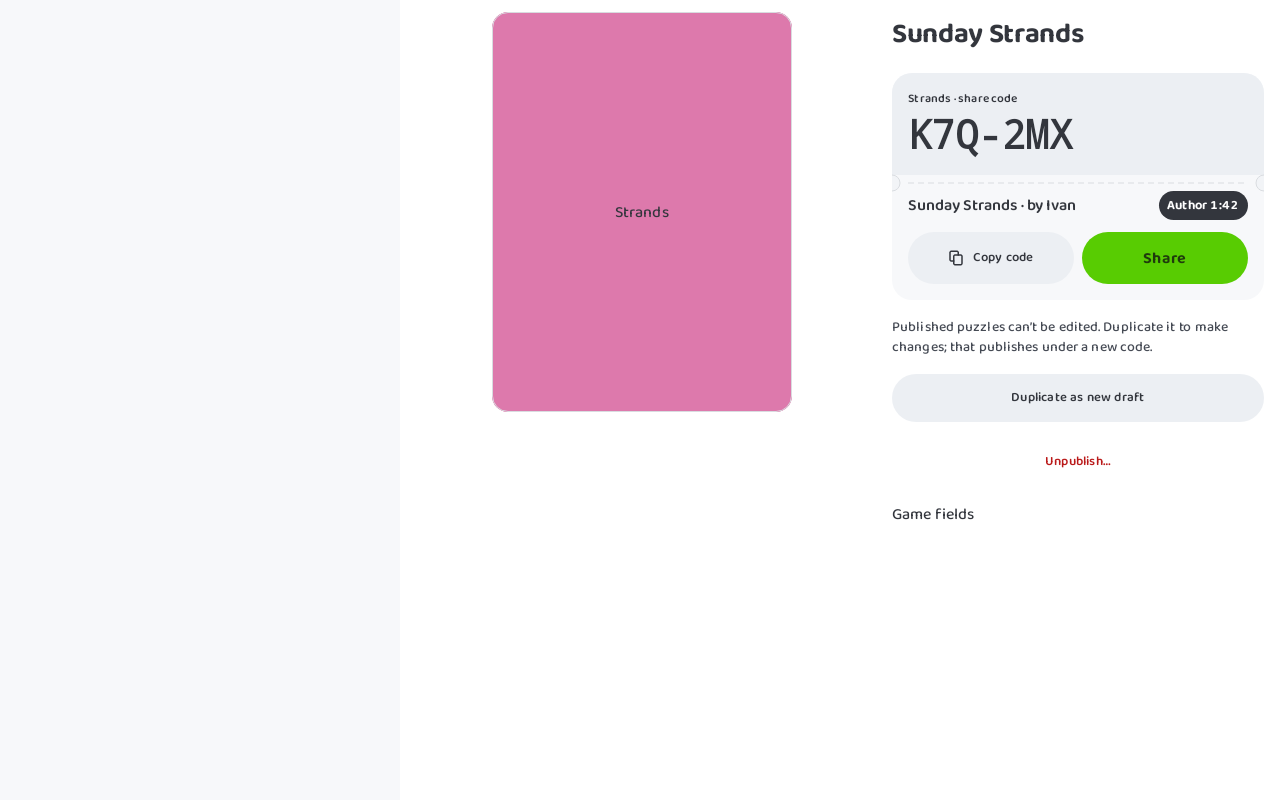 Strands
Sunday Strands
Strands · share code
K7Q-2MX
Sunday Strands · by Ivan
Author 1:42
Copy code
Share
Published puzzles can’t be edited. Duplicate it to make
changes; that publishes under a new code.
Duplicate as new draft
Unpublish…
Game fields